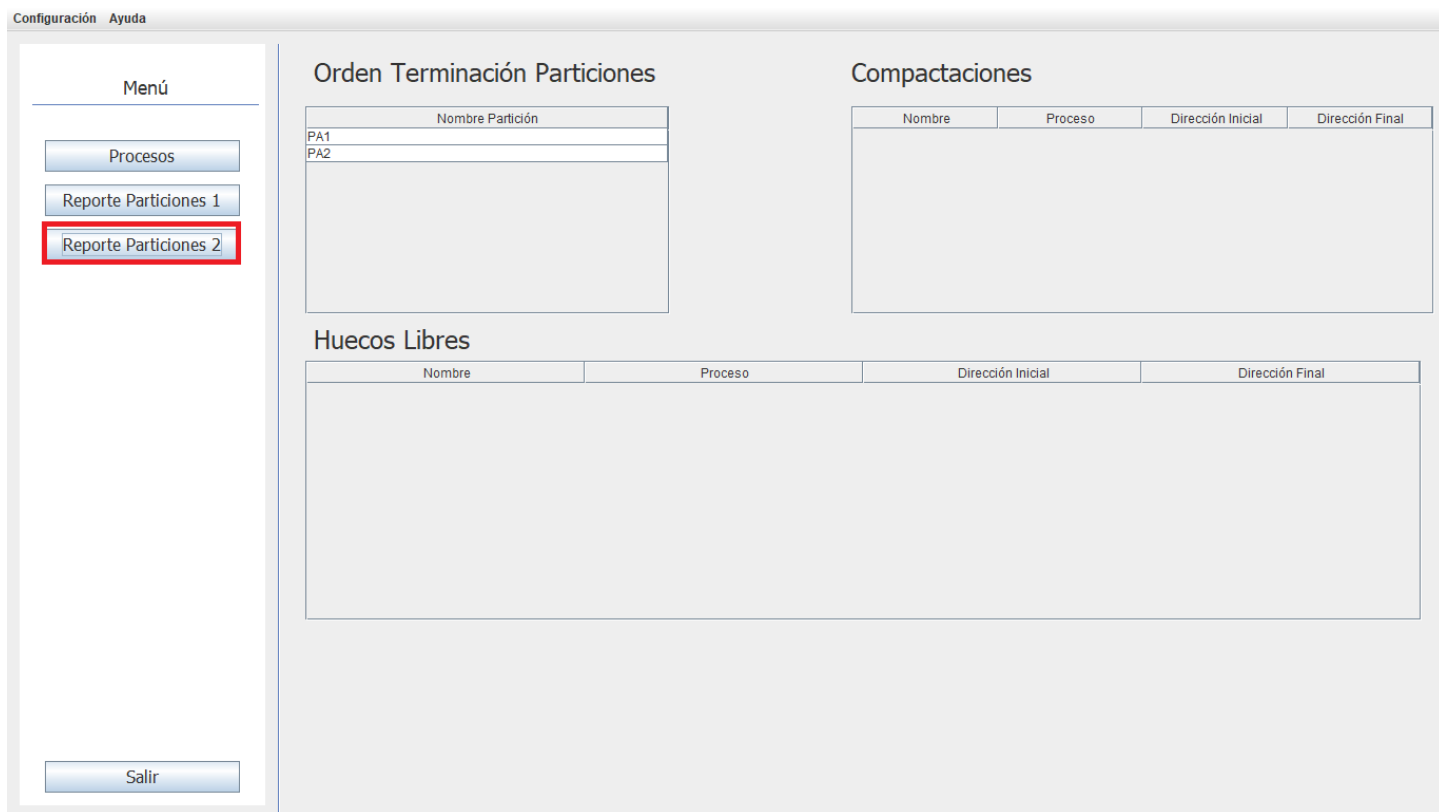 Configuración Ayuda
Menú
Procesos
Reporte Particiones 1
Reporte Particiones 2
Salir
Orden Terminación Particiones
Nombre Partición
PA1
PA2
Compactaciones
Nombre Proceso Dirección Inicial Dirección Final
Huecos Libres
Nombre Proceso Dirección Inicial Dirección Final